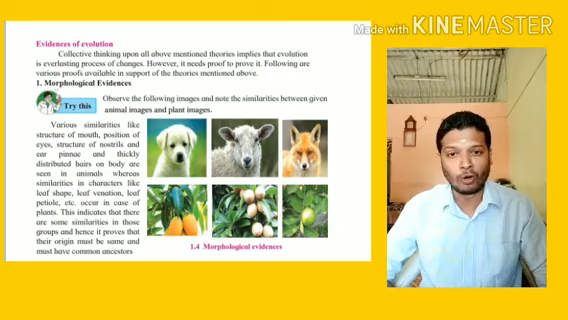 Made with KINEMASTER
Evidences of evolution
Collective thinking upon all above mentioned theories implies that evolution
is everlasting process of changes. However, it needs proof to prove it. Following are
various proofs available in support of the theories mentioned above.
1. Morphological Evidences
Try this
Observe the following images and note the similarities between given
animal images and plant images.
Various similarities like
structure of mouth, position of
eyes, structure of nostrils and
ear pinnae and thickly
distributed hairs on body are
seen in animals whereas
similarities in characters like
leaf shape, leaf venation, leaf
petiole, etc. occur in case of
plants. This indicates that there
are some similarities in those
groups and hence it proves that
their origin must be same and
must have common ancestors
1.4 Morphological evidences